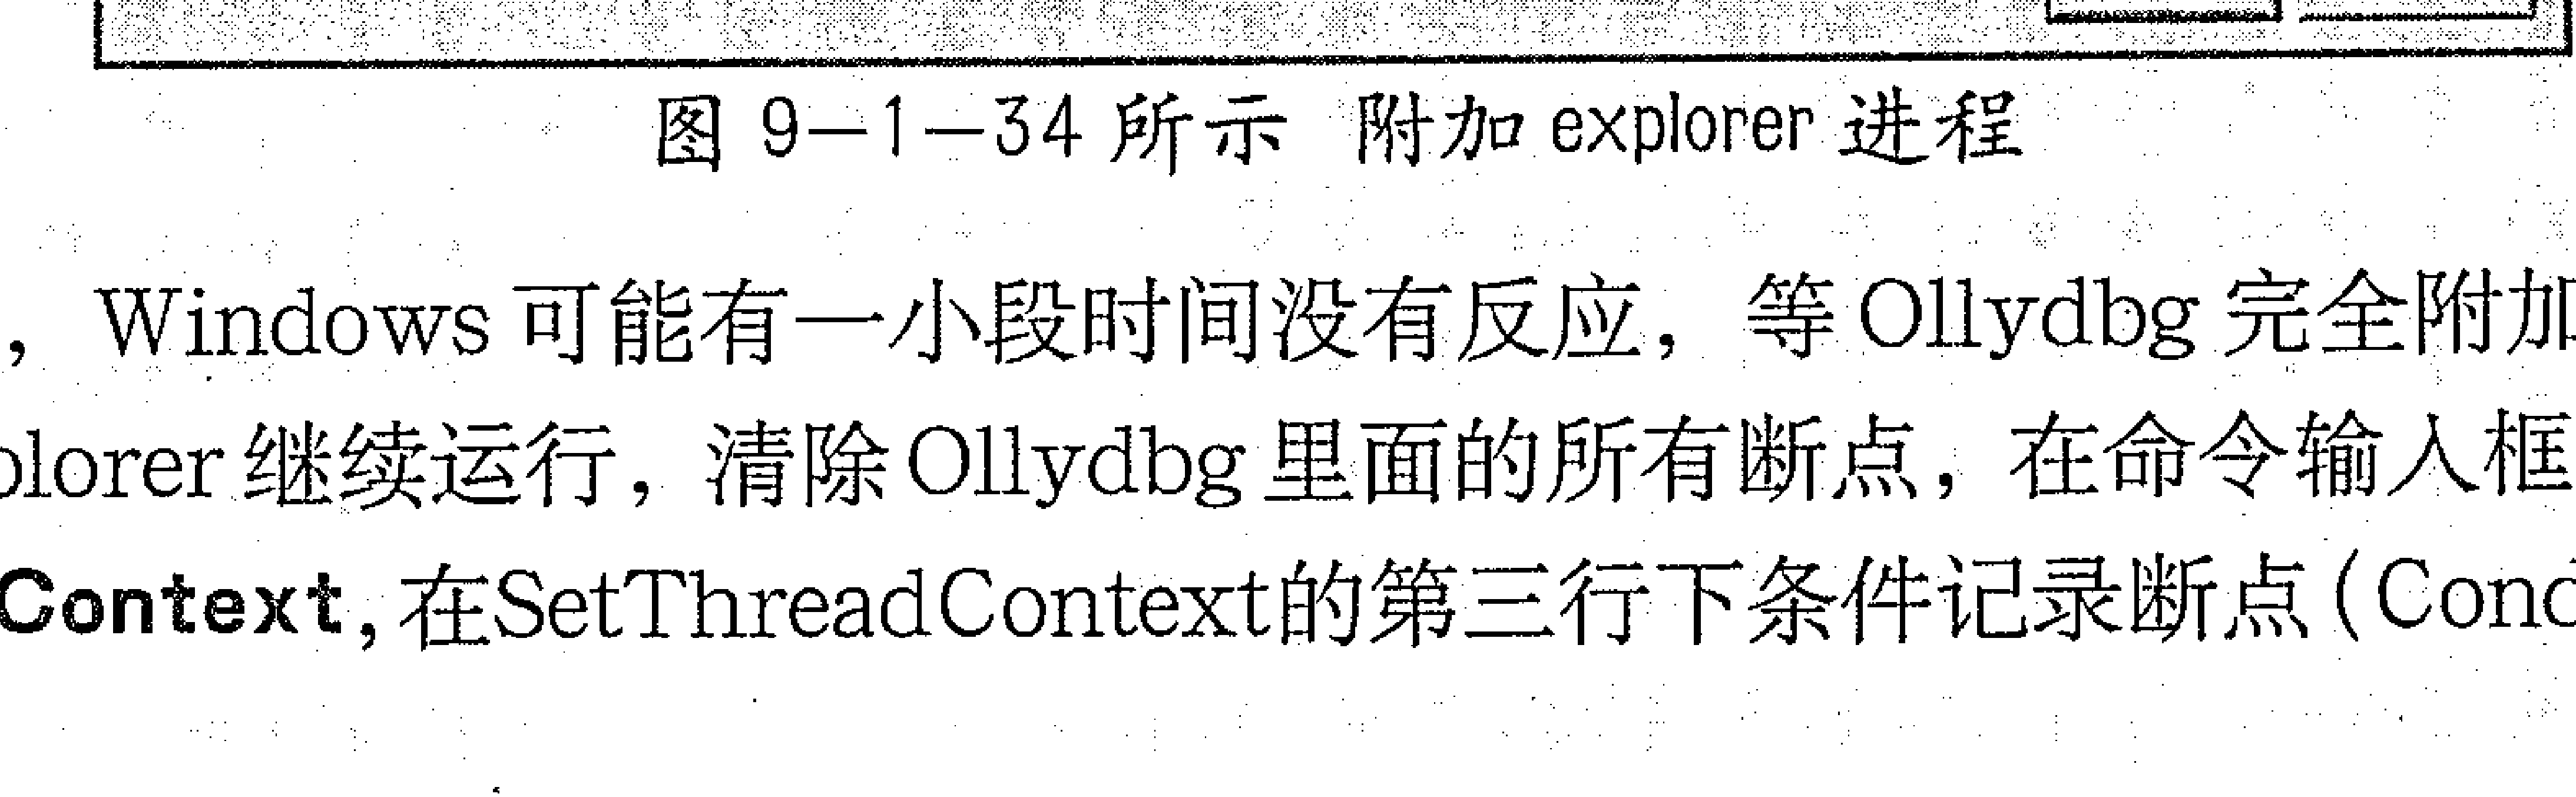 图 9-1-34 所示 附加 explorer 进程
，Windows 可能有一小段时间没有反应，等 Ollydbg 完全附加
plorer 继续运行，清除 Ollydbg 里面的所有断点，在命令输入框
Context,在SetThreadContext的第三行下条件记录断点(Cond